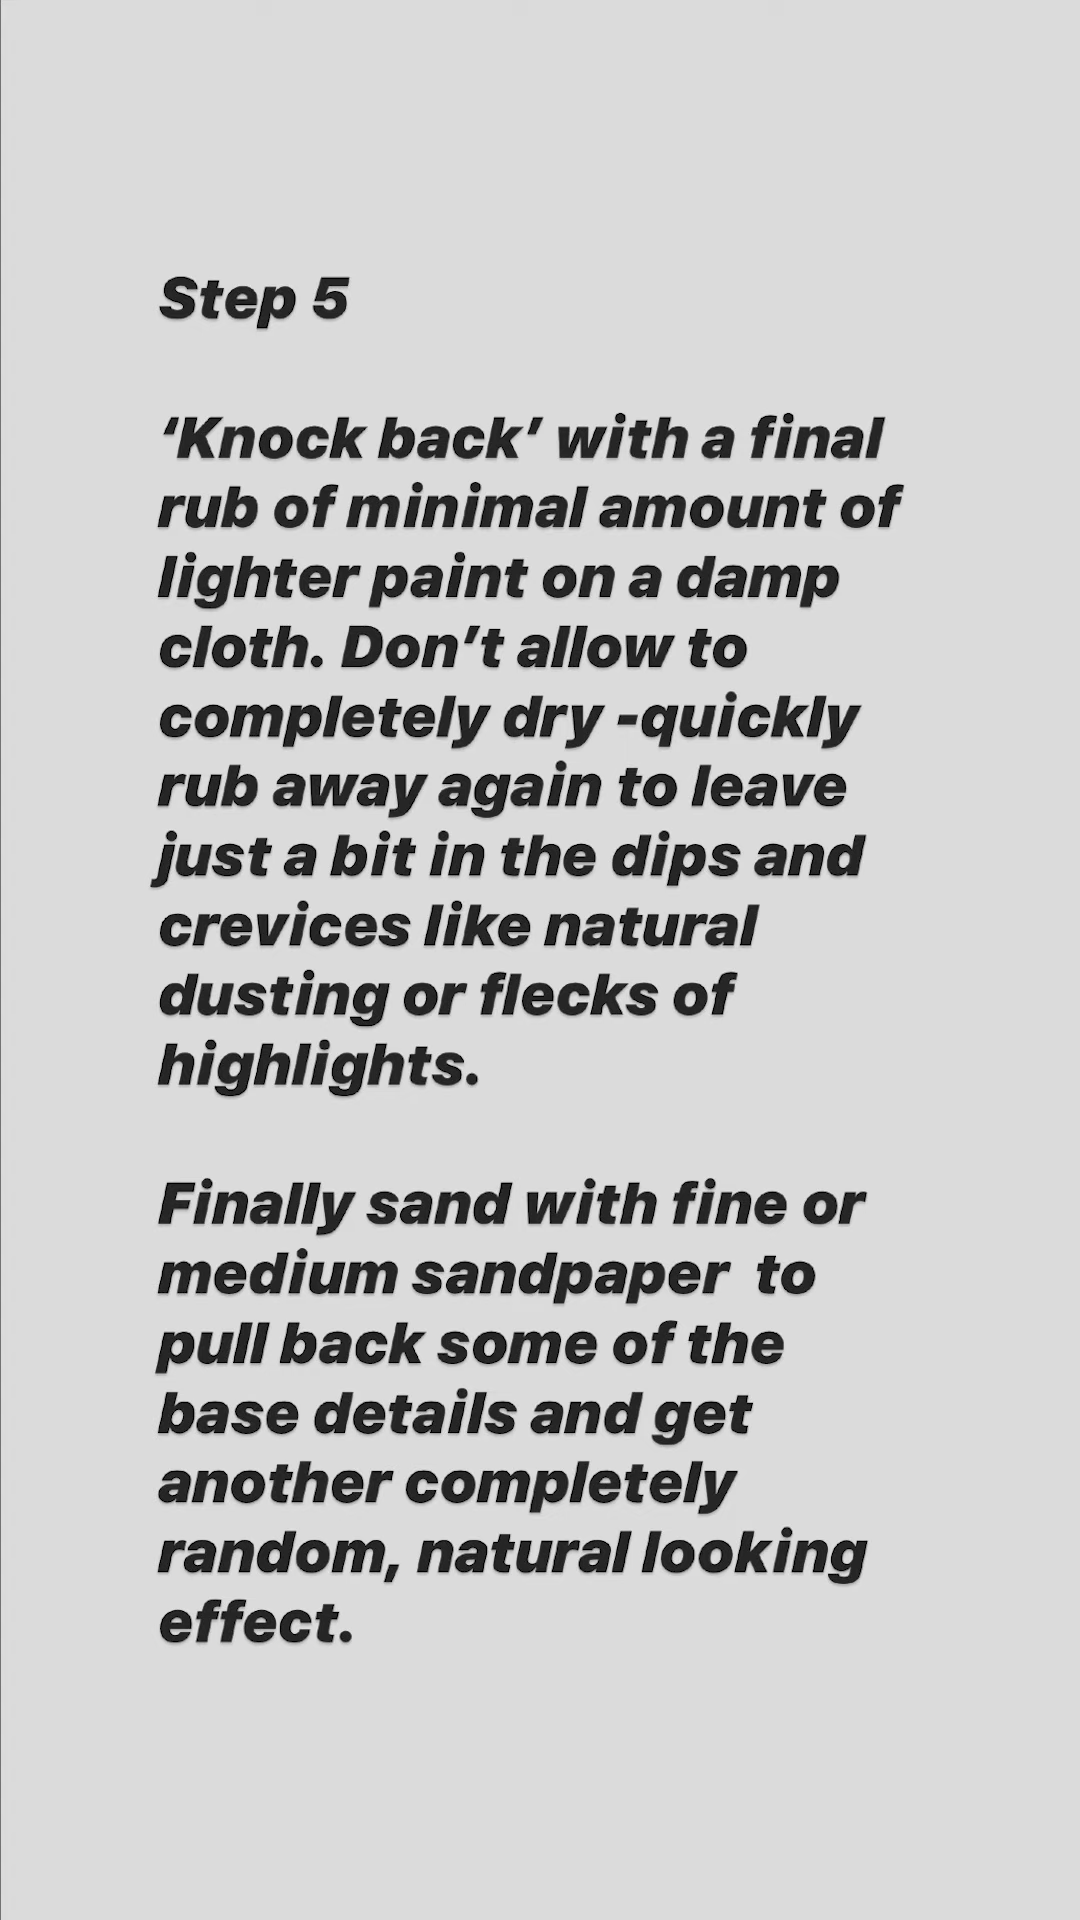 Step 5
‘Knock back’ with a final
rub of minimal amount of
lighter paint on a damp
cloth. Don’t allow to
completely dry -quickly
rub away again to leave
just a bit in the dips and
crevices like natural
dusting or flecks of
highlights.
Finally sand with fine or
medium sandpaper  to
pull back some of the
base details and get
another completely
random, natural looking
effect.